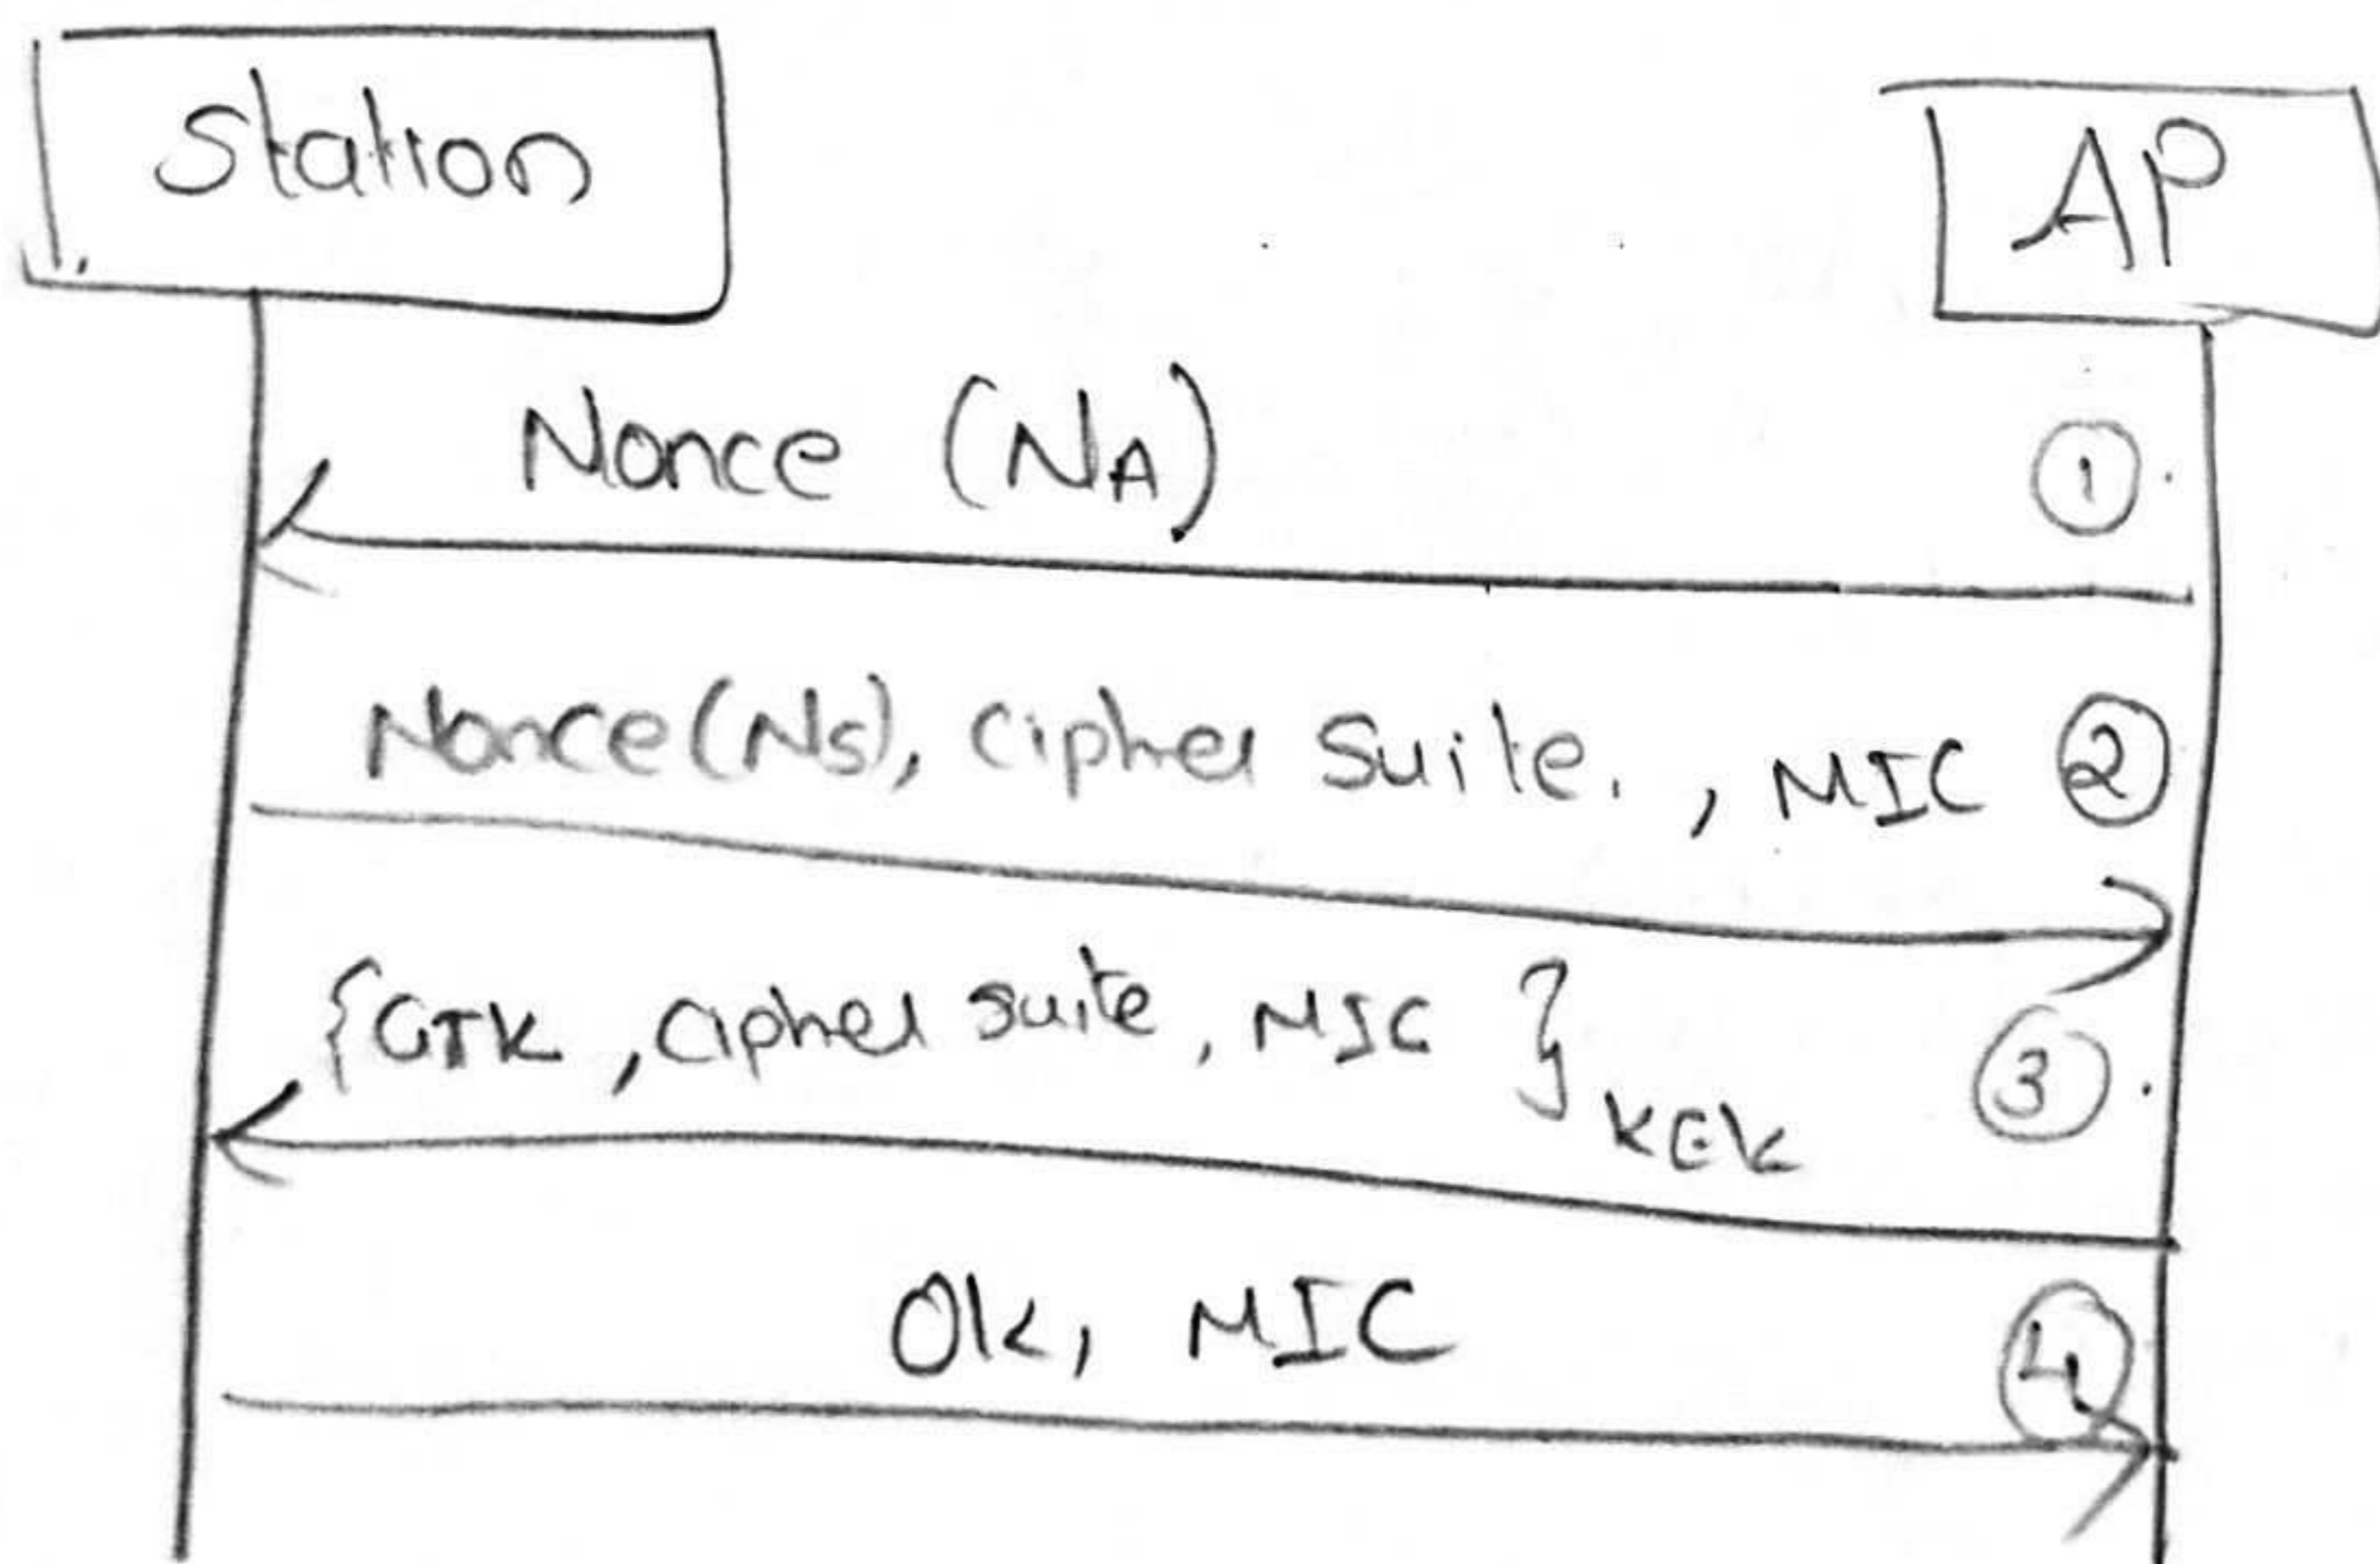 Station
AP
Nonce (NA)
1
Nonce (Ns), cipher suite. , MIC
2
{GTK , cipher suite, MIC } KEK
3
Ok, MIC
4